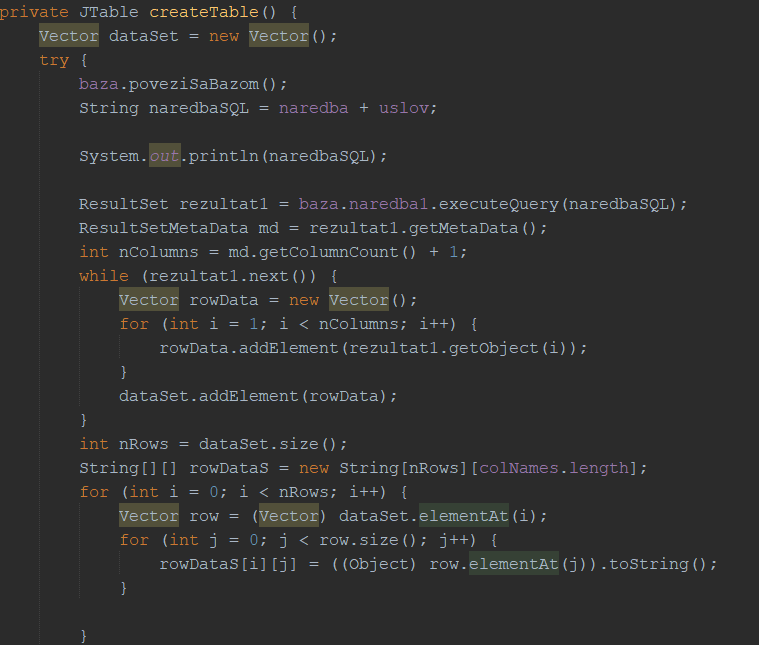 private JTable createTable() {
    Vector dataSet = new Vector();
    try {
        baza.poveziSaBazom();
        String naredbaSQL = naredba + uslov;

        System.out.println(naredbaSQL);

        ResultSet rezultat1 = baza.naredba1.executeQuery(naredbaSQL);
        ResultSetMetaData md = rezultat1.getMetaData();
        int nColumns = md.getColumnCount() + 1;
        while (rezultat1.next()) {
            Vector rowData = new Vector();
            for (int i = 1; i < nColumns; i++) {
                rowData.addElement(rezultat1.getObject(i));
            }
            dataSet.addElement(rowData);
        }
        int nRows = dataSet.size();
        String[][] rowDataS = new String[nRows][colNames.length];
        for (int i = 0; i < nRows; i++) {
            Vector row = (Vector) dataSet.elementAt(i);
            for (int j = 0; j < row.size(); j++) {
                rowDataS[i][j] = ((Object) row.elementAt(j)).toString();
            }

        }